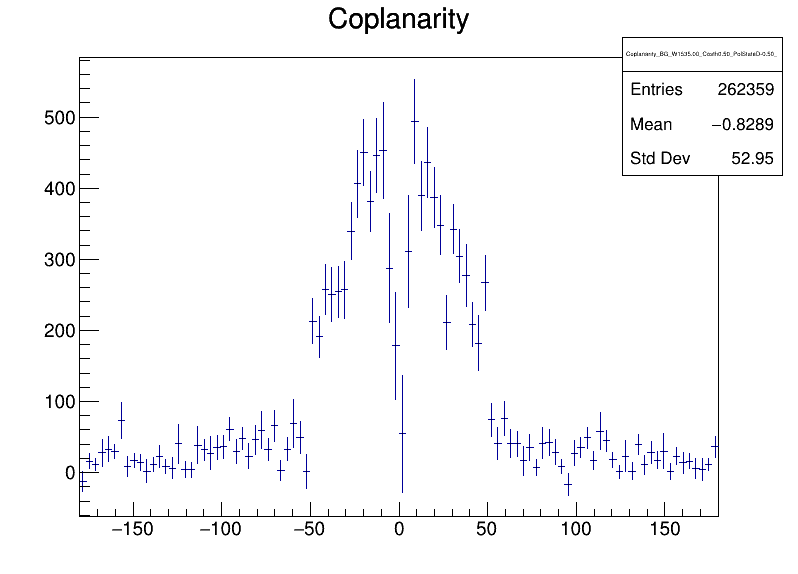 Coplanarity
Coplanarity_BG_W1535.00_Costh0.50_PolStateD-0.50_
Entries 262359
Mean −0.8289
Std Dev 52.95
500
400
300
200
100
0
−150 −100 −50 0 50 100 150